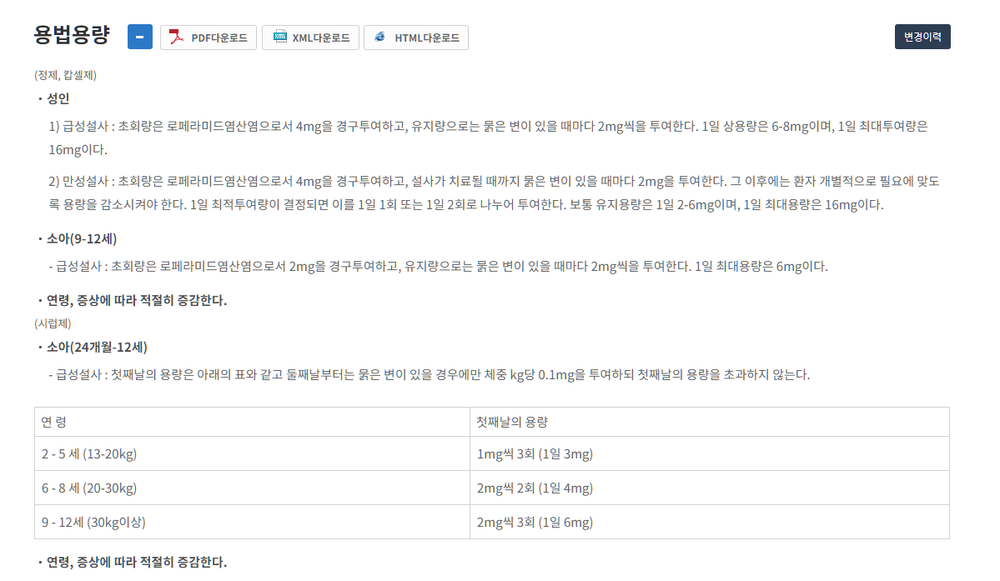 용법용량
PDF다운로드
XML다운로드
HTML다운로드
변경이력
(정제, 캅셀제)
• 성인
1) 급성설사 : 초회량은 로페라미드염산염으로서 4mg을 경구투여하고, 유지량으로는 묽은 변이 있을 때마다 2mg씩을 투여한다. 1일 상용량은 6-8mg이며, 1일 최대투여량은
16mg이다.
2) 만성설사 : 초회량은 로페라미드염산염으로서 4mg을 경구투여하고, 설사가 치료될 때까지 묽은 변이 있을 때마다 2mg을 투여한다. 그 이후에는 환자 개별적으로 필요에 맞도
록 용량을 감소시켜야 한다. 1일 최적투여량이 결정되면 이를 1일 1회 또는 1일 2회로 나누어 투여한다. 보통 유지용량은 1일 2-6mg이며, 1일 최대용량은 16mg이다.
• 소아(9-12세)
- 급성설사 : 초회량은 로페라미드염산염으로서 2mg을 경구투여하고, 유지량으로는 묽은 변이 있을 때마다 2mg씩을 투여한다. 1일 최대용량은 6mg이다.
• 연령, 증상에 따라 적절히 증감한다.
(시럽제)
• 소아(24개월-12세)
- 급성설사 : 첫째날의 용량은 아래의 표와 같고 둘째날부터는 묽은 변이 있을 경우에만 체중 kg당 0.1mg을 투여하되 첫째날의 용량을 초과하지 않는다.
연 령 첫째날의 용량
2 - 5 세 (13-20kg) 1mg씩 3회 (1일 3mg)
6 - 8 세 (20-30kg) 2mg씩 2회 (1일 4mg)
9 - 12세 (30kg이상) 2mg씩 3회 (1일 6mg)
• 연령, 증상에 따라 적절히 증감한다.